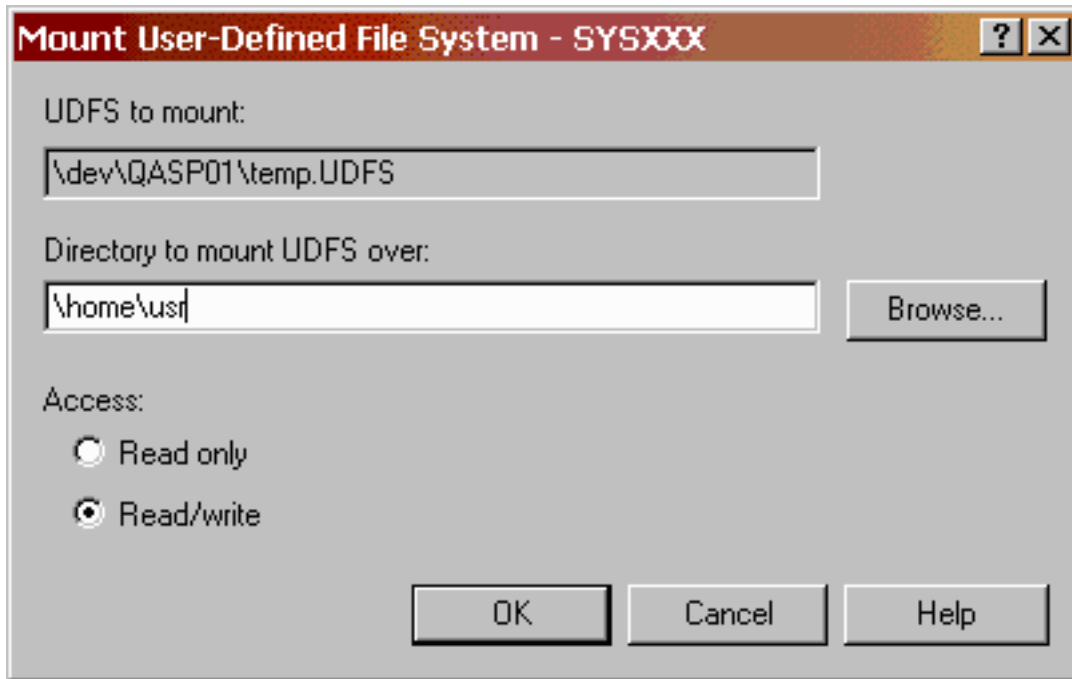 Mount User-Defined File System - SYSXXX
UDFS to mount:
\dev\QASP01\temp.UDFS
Directory to mount UDFS over:
\home\usr
Browse...
Access:
Read only
Read/write
OK Cancel Help